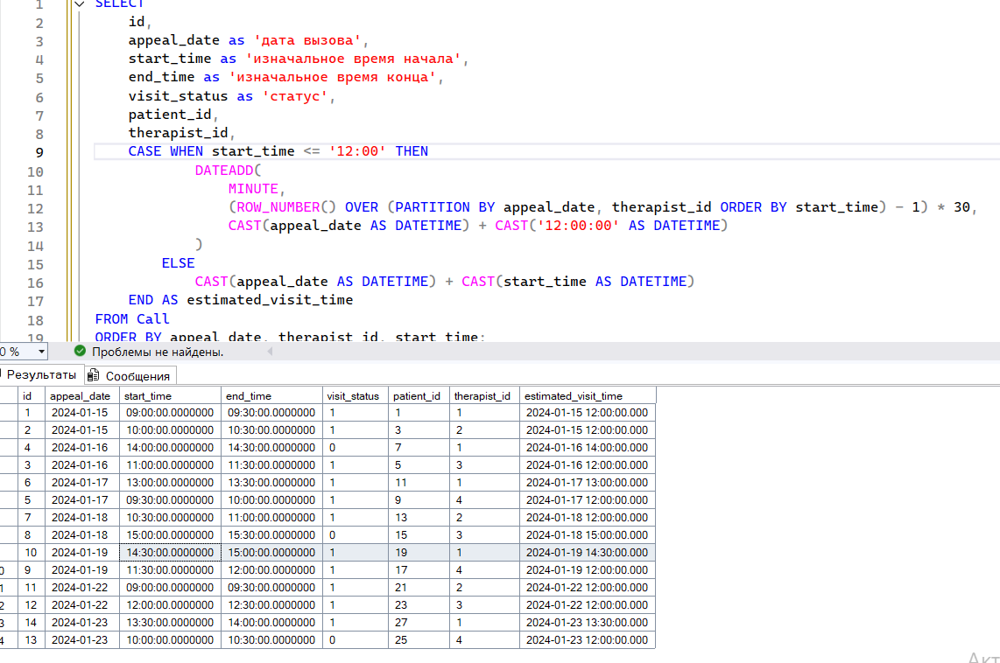 1 SELECT
2 id,
3 appeal_date as 'дата вызова',
4 start_time as 'изначальное время начала',
5 end_time as 'изначальное время конца',
6 visit_status as 'статус',
7 patient_id,
8 therapist_id,
9 CASE WHEN start_time <= '12:00' THEN
10 DATEADD(
11 MINUTE,
12 (ROW_NUMBER() OVER (PARTITION BY appeal_date, therapist_id ORDER BY start_time) - 1) * 30,
13 CAST(appeal_date AS DATETIME) + CAST('12:00:00' AS DATETIME)
14 )
15 ELSE
16 CAST(appeal_date AS DATETIME) + CAST(start_time AS DATETIME)
17 END AS estimated_visit_time
18 FROM Call
19 ORDER BY appeal_date, therapist_id, start_time;
0 % Проблемы не найдены.
Результаты Сообщения
id appeal_date start_time end_time visit_status patient_id therapist_id estimated_visit_time
1 2024-01-15 09:00:00.0000000 09:30:00.0000000 1 1 1 2024-01-15 12:00:00.000
2 2024-01-15 10:00:00.0000000 10:30:00.0000000 1 3 2 2024-01-15 12:00:00.000
4 2024-01-16 14:00:00.0000000 14:30:00.0000000 0 7 1 2024-01-16 14:00:00.000
3 2024-01-16 11:00:00.0000000 11:30:00.0000000 1 5 3 2024-01-16 12:00:00.000
6 2024-01-17 13:00:00.0000000 13:30:00.0000000 1 11 1 2024-01-17 13:00:00.000
5 2024-01-17 09:30:00.0000000 10:00:00.0000000 1 9 4 2024-01-17 12:00:00.000
7 2024-01-18 10:30:00.0000000 11:00:00.0000000 1 13 2 2024-01-18 12:00:00.000
8 2024-01-18 15:00:00.0000000 15:30:00.0000000 0 15 3 2024-01-18 15:00:00.000
10 2024-01-19 14:30:00.0000000 15:00:00.0000000 1 19 1 2024-01-19 14:30:00.000
0 9 2024-01-19 11:30:00.0000000 12:00:00.0000000 1 17 4 2024-01-19 12:00:00.000
1 11 2024-01-22 09:00:00.0000000 09:30:00.0000000 1 21 2 2024-01-22 12:00:00.000
2 12 2024-01-22 12:00:00.0000000 12:30:00.0000000 1 23 3 2024-01-22 12:00:00.000
3 14 2024-01-23 13:30:00.0000000 14:00:00.0000000 1 27 1 2024-01-23 13:30:00.000
4 13 2024-01-23 10:00:00.0000000 10:30:00.0000000 0 25 4 2024-01-23 12:00:00.000